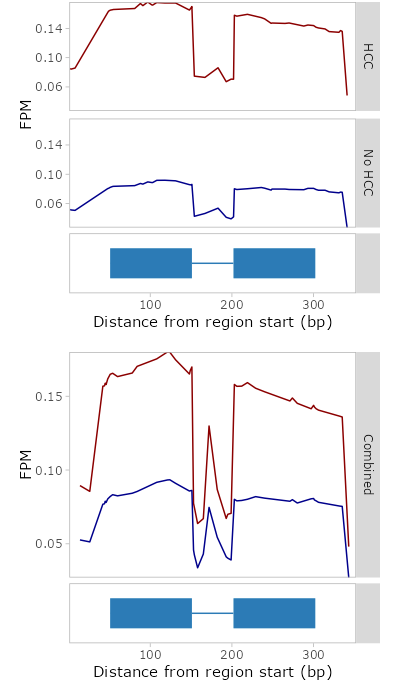 0.14
0.10
0.06
HCC
FPM
0.14
0.10
0.06
No HCC
100 200 300
Distance from region start (bp)
0.15
0.10
0.05
FPM
Combined
100 200 300
Distance from region start (bp)